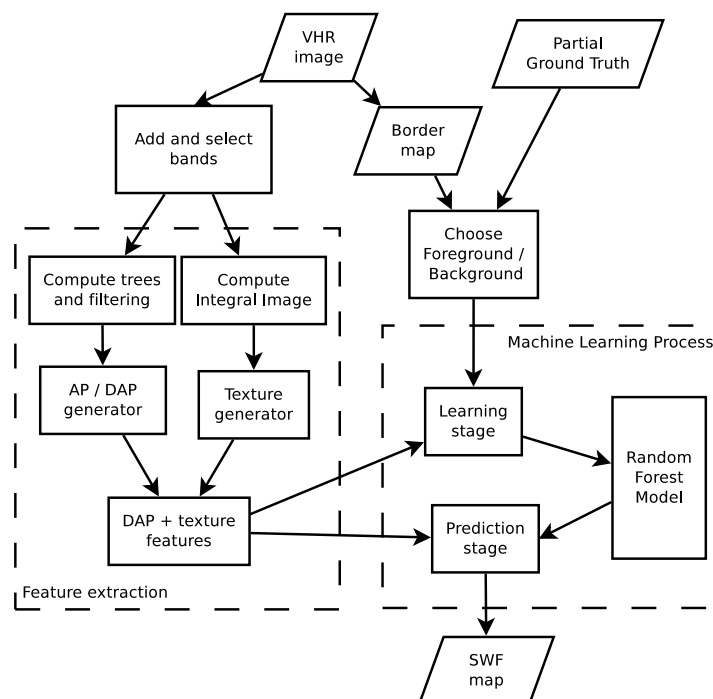 VHR
image
Partial
Ground Truth
Add and select
bands
Border
map
Choose
Foreground /
Background
Compute trees
and filtering
Compute
Integral Image
Machine Learning Process
AP / DAP
generator
Texture
generator
Learning
stage
Random
Forest
Model
DAP + texture
features
Prediction
stage
Feature extraction
SWF
map